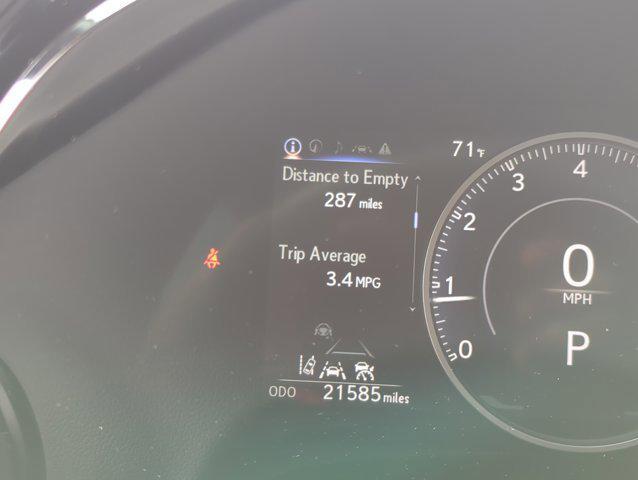 71°F
Distance to Empty
287 miles
Trip Average
3.4 MPG
ODO 21585 miles
4
3
2
1
0
0
MPH
P